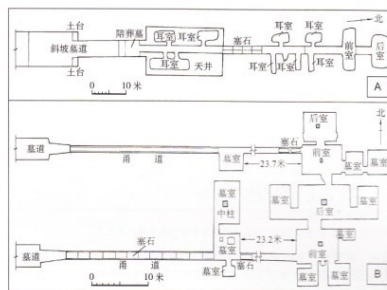 土台 陪葬墓 耳室 耳室 塞石 耳室 耳室 北
斜坡墓道 前室 后室
土台 耳室 天井 耳室 耳室 耳室
0 10 米 A
后室 北
墓道 塞石 前室 墓室
甬 道 墓室 23.7米 墓室
墓室 墓室 后室 墓室
中柱
塞石 23.2米 墓室
墓道 甬 道 墓室 塞石 前室
0 10 米 B